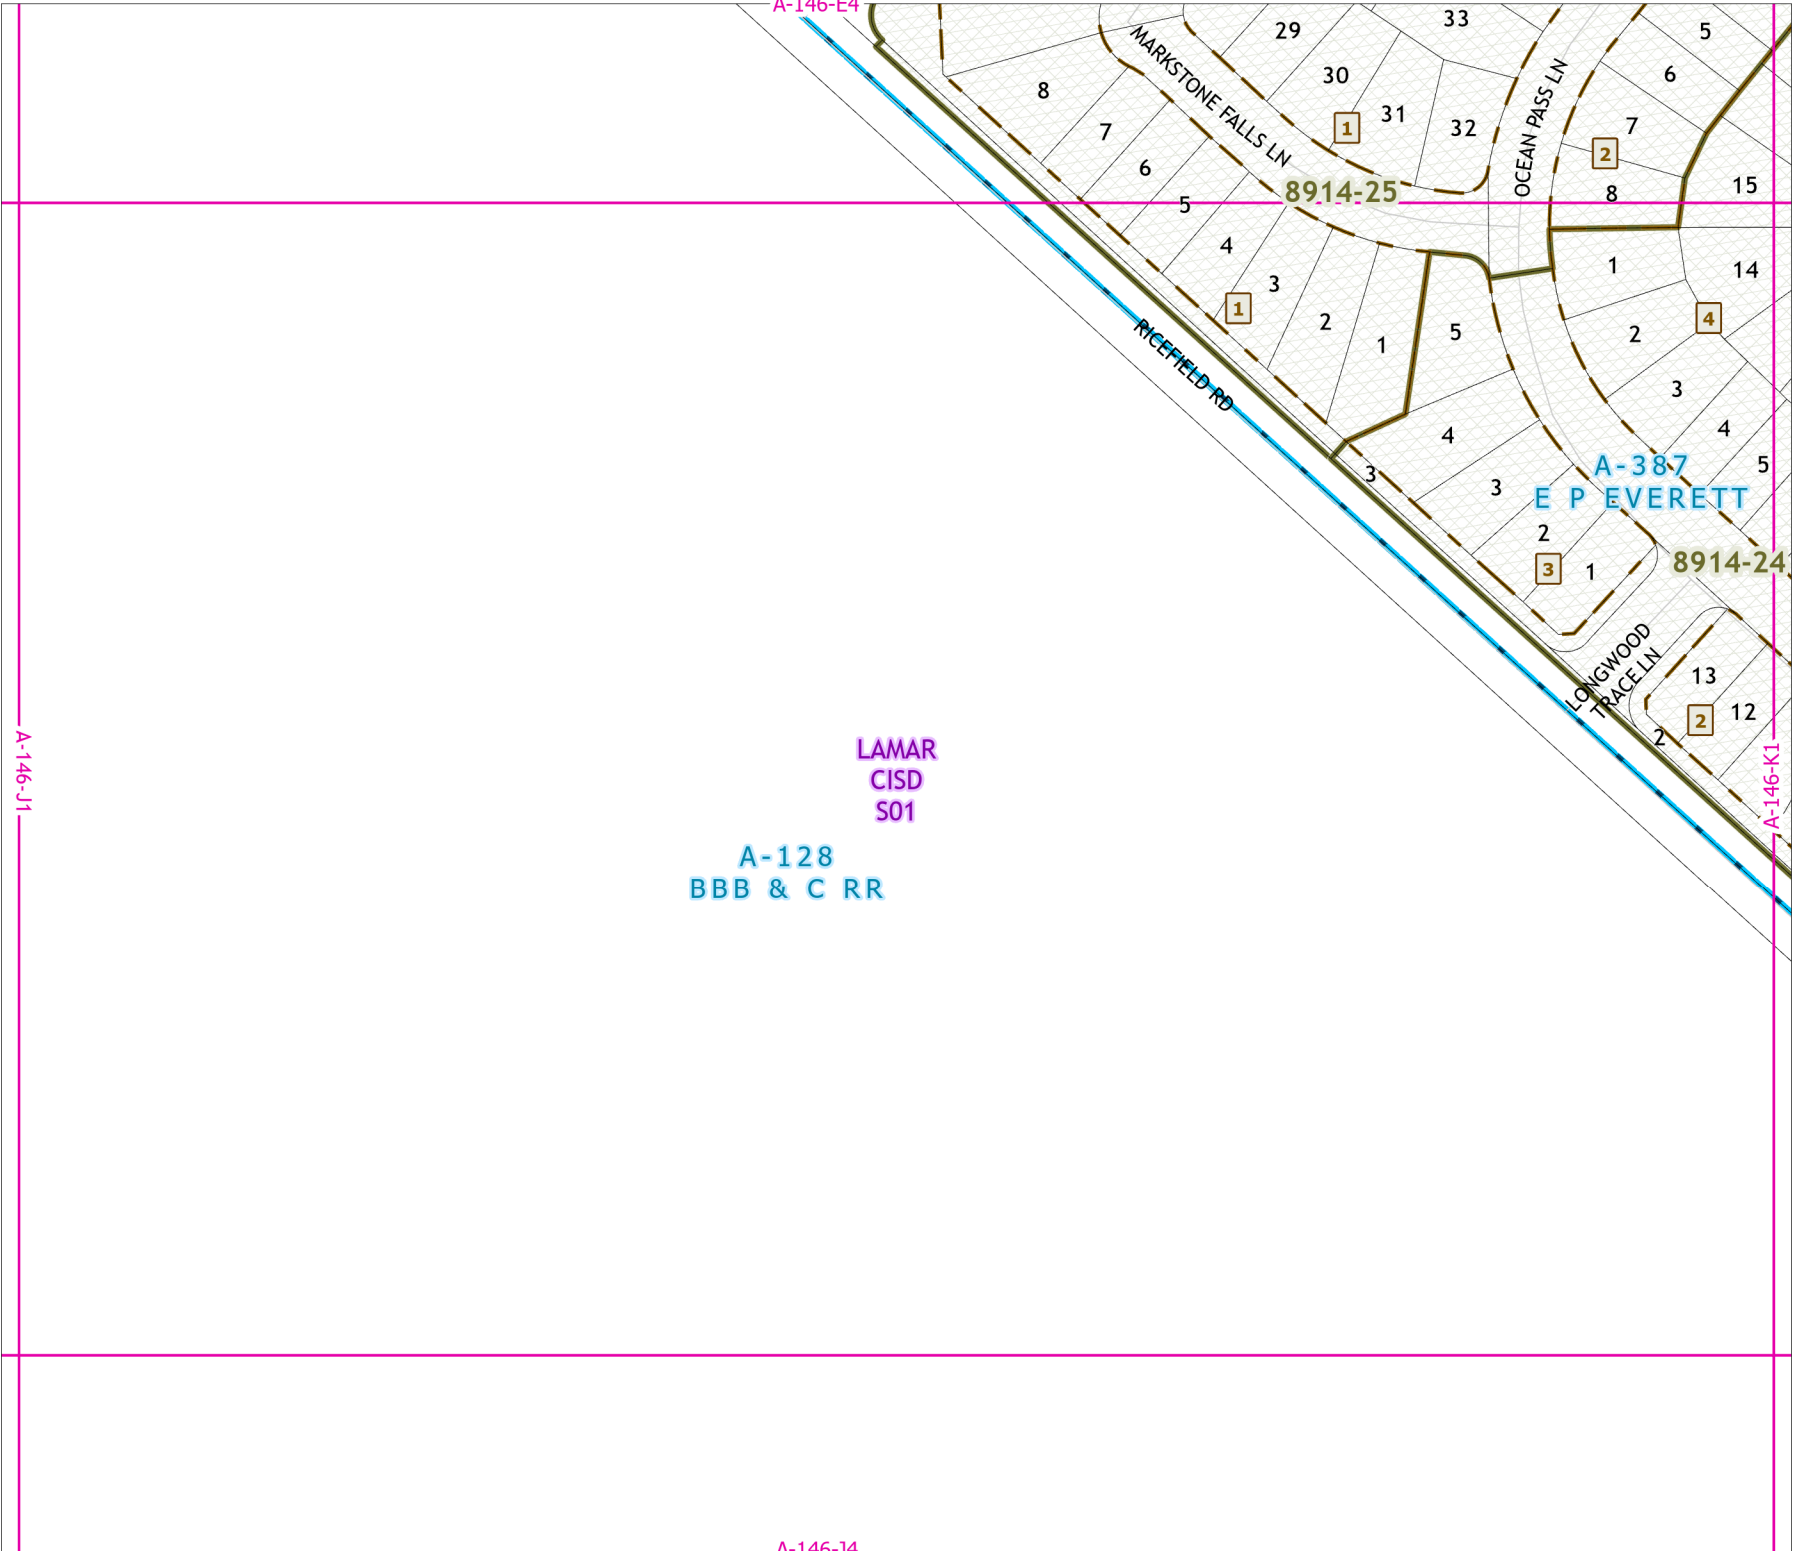 A-146-E4
33
5
29
MARKSTONE FALLS LN
30
6
8
OCEAN PASS LN
31
32
1
7
7
2
6
8914-25
8
15
5
4
1
14
3
1
2
4
5
2
1
RICEFIELD RD
3
4
4
3
A-387
5
3
E P EVERETT
2
3
1
8914-24
LONGWOOD
TRACE LN
13
2
12
2
A-146-J1
LAMAR
CISD
S01
A-146-K1
A-128
BBB & C RR
A-146-J4